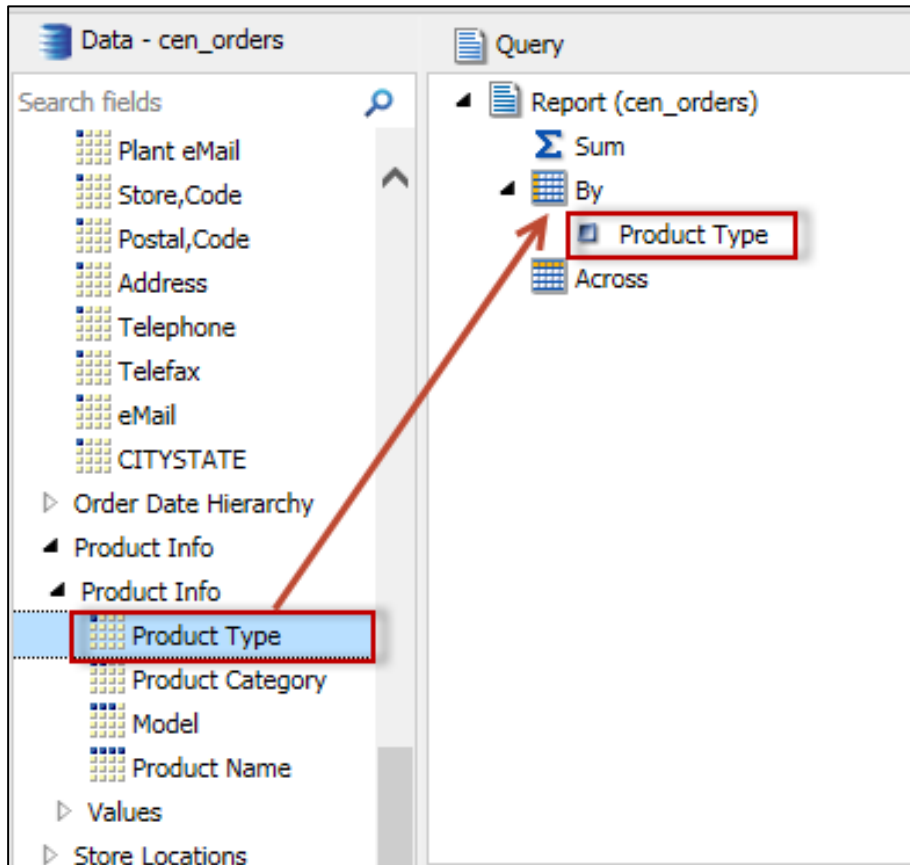 Data - cen_orders
Search fields
Plant eMail
Store,Code
Postal,Code
Address
Telephone
Telefax
eMail
CITYSTATE
Order Date Hierarchy
Product Info
Product Info
Product Type
Product Category
Model
Product Name
Values
Store Locations
Query
Report (cen_orders)
Sum
By
Product Type
Across